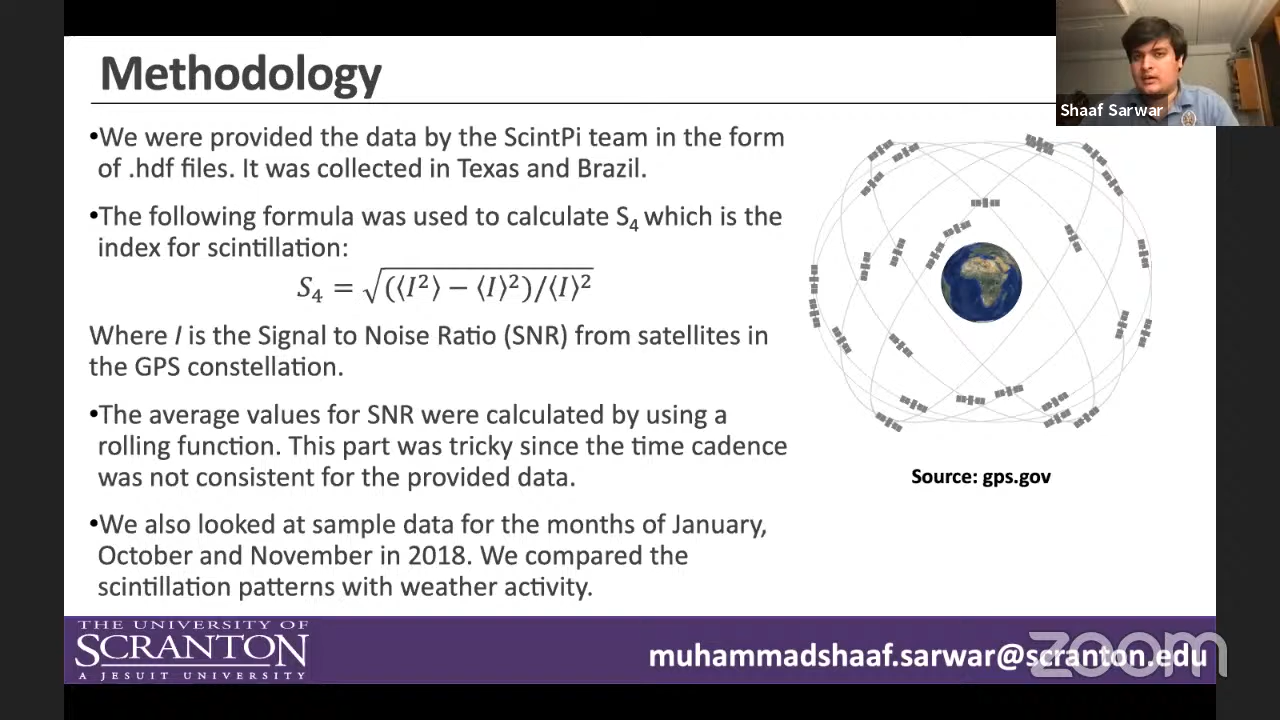 Methodology
Shaaf Sarwar
•We were provided the data by the ScintPi team in the form
of .hdf files. It was collected in Texas and Brazil.
•The following formula was used to calculate S₄ which is the
index for scintillation:
S₄ = √(⟨I²⟩ − ⟨I⟩²)/⟨I⟩²
Where I is the Signal to Noise Ratio (SNR) from satellites in
the GPS constellation.
•The average values for SNR were calculated by using a
rolling function. This part was tricky since the time cadence
was not consistent for the provided data.
•We also looked at sample data for the months of January,
October and November in 2018. We compared the
scintillation patterns with weather activity.
Source: gps.gov
THE UNIVERSITY OF
SCRANTON
A JESUIT UNIVERSITY
muhammadshaaf.sarwar@scranton.edu
zoom